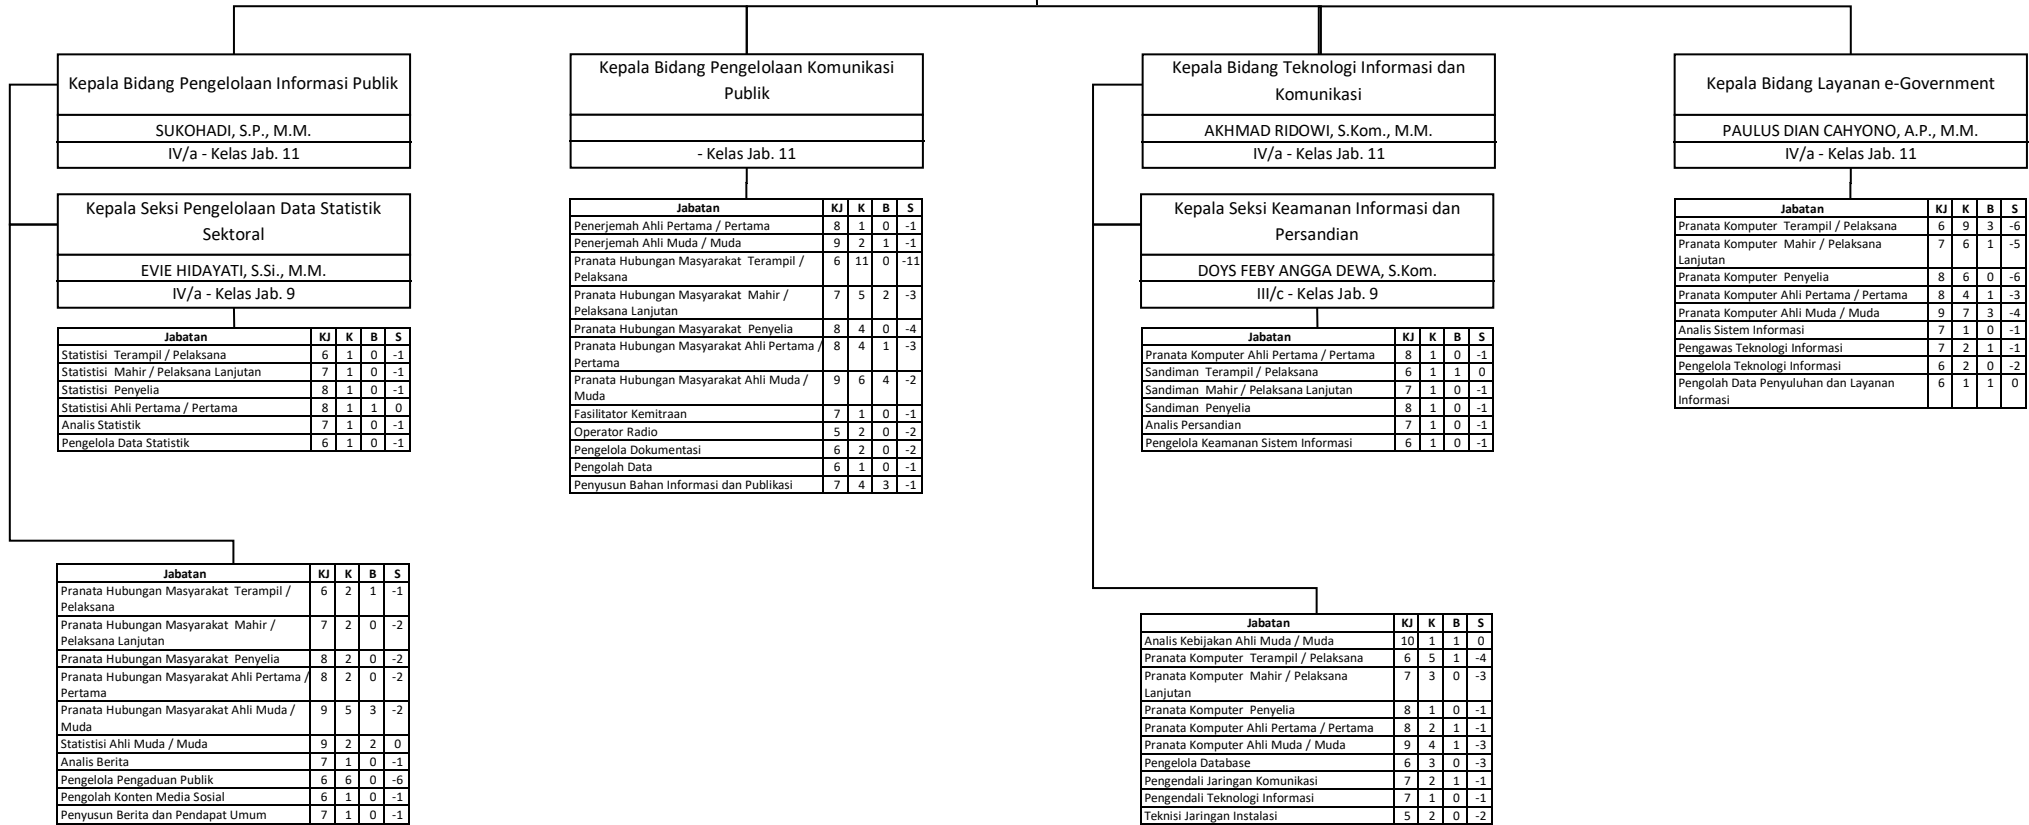 Kepala Bidang Pengelolaan Informasi Publik
SUKOHADI, S.P., M.M.
IV/a - Kelas Jab. 11
Kepala Seksi Pengelolaan Data Statistik
Sektoral
EVIE HIDAYATI, S.Si., M.M.
IV/a - Kelas Jab. 9
Jabatan KJ K B S
Statistisi Terampil / Pelaksana 6 1 0 -1
Statistisi Mahir / Pelaksana Lanjutan 7 1 0 -1
Statistisi Penyelia 8 1 0 -1
Statistisi Ahli Pertama / Pertama 8 1 1 0
Analis Statistik 7 1 0 -1
Pengelola Data Statistik 6 1 0 -1
Jabatan KJ K B S
Pranata Hubungan Masyarakat Terampil / 6 2 1 -1
Pelaksana
Pranata Hubungan Masyarakat Mahir / 7 2 0 -2
Pelaksana Lanjutan
Pranata Hubungan Masyarakat Penyelia 8 2 0 -2
Pranata Hubungan Masyarakat Ahli Pertama / 8 2 0 -2
Pertama
Pranata Hubungan Masyarakat Ahli Muda / 9 5 3 -2
Muda
Statistisi Ahli Muda / Muda 9 2 2 0
Analis Berita 7 1 0 -1
Pengelola Pengaduan Publik 6 6 0 -6
Pengolah Konten Media Sosial 6 1 0 -1
Penyusun Berita dan Pendapat Umum 7 1 0 -1
Kepala Bidang Pengelolaan Komunikasi
Publik
- Kelas Jab. 11
Jabatan KJ K B S
Penerjemah Ahli Pertama / Pertama 8 1 0 -1
Penerjemah Ahli Muda / Muda 9 2 1 -1
Pranata Hubungan Masyarakat Terampil / 6 11 0 -11
Pelaksana
Pranata Hubungan Masyarakat Mahir / 7 5 2 -3
Pelaksana Lanjutan
Pranata Hubungan Masyarakat Penyelia 8 4 0 -4
Pranata Hubungan Masyarakat Ahli Pertama / 8 4 1 -3
Pertama
Pranata Hubungan Masyarakat Ahli Muda / 9 6 4 -2
Muda
Fasilitator Kemitraan 7 1 0 -1
Operator Radio 5 2 0 -2
Pengelola Dokumentasi 6 2 0 -2
Pengolah Data 6 1 0 -1
Penyusun Bahan Informasi dan Publikasi 7 4 3 -1
Kepala Bidang Teknologi Informasi dan
Komunikasi
AKHMAD RIDOWI, S.Kom., M.M.
IV/a - Kelas Jab. 11
Kepala Seksi Keamanan Informasi dan
Persandian
DOYS FEBY ANGGA DEWA, S.Kom.
III/c - Kelas Jab. 9
Jabatan KJ K B S
Pranata Komputer Ahli Pertama / Pertama 8 1 0 -1
Sandiman Terampil / Pelaksana 6 1 1 0
Sandiman Mahir / Pelaksana Lanjutan 7 1 0 -1
Sandiman Penyelia 8 1 0 -1
Analis Persandian 7 1 0 -1
Pengelola Keamanan Sistem Informasi 6 1 0 -1
Jabatan KJ K B S
Analis Kebijakan Ahli Muda / Muda 10 1 1 0
Pranata Komputer Terampil / Pelaksana 6 5 1 -4
Pranata Komputer Mahir / Pelaksana 7 3 0 -3
Lanjutan
Pranata Komputer Penyelia 8 1 0 -1
Pranata Komputer Ahli Pertama / Pertama 8 2 1 -1
Pranata Komputer Ahli Muda / Muda 9 4 1 -3
Pengelola Database 6 3 0 -3
Pengendali Jaringan Komunikasi 7 2 1 -1
Pengendali Teknologi Informasi 7 1 0 -1
Teknisi Jaringan Instalasi 5 2 0 -2
Kepala Bidang Layanan e-Government
PAULUS DIAN CAHYONO, A.P., M.M.
IV/a - Kelas Jab. 11
Jabatan KJ K B S
Pranata Komputer Terampil / Pelaksana 6 9 3 -6
Pranata Komputer Mahir / Pelaksana 7 6 1 -5
Lanjutan
Pranata Komputer Penyelia 8 6 0 -6
Pranata Komputer Ahli Pertama / Pertama 8 4 1 -3
Pranata Komputer Ahli Muda / Muda 9 7 3 -4
Analis Sistem Informasi 7 1 0 -1
Pengawas Teknologi Informasi 7 2 1 -1
Pengelola Teknologi Informasi 6 2 0 -2
Pengolah Data Penyuluhan dan Layanan 6 1 1 0
Informasi